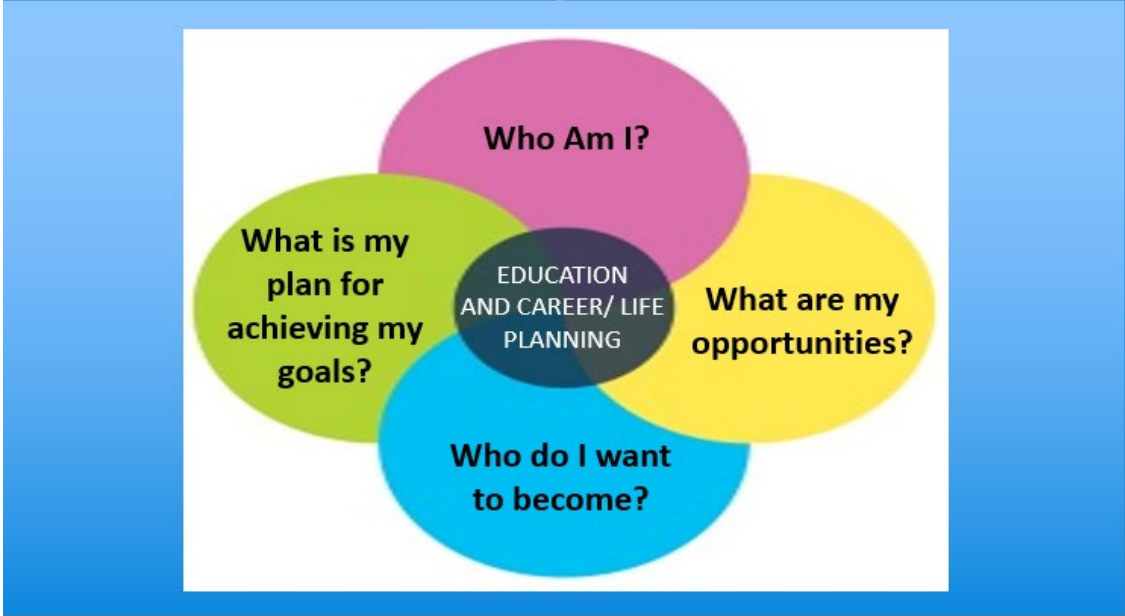 Who Am I?
What is my
plan for
achieving my
goals?
EDUCATION
AND CAREER/ LIFE
PLANNING
What are my
opportunities?
Who do I want
to become?